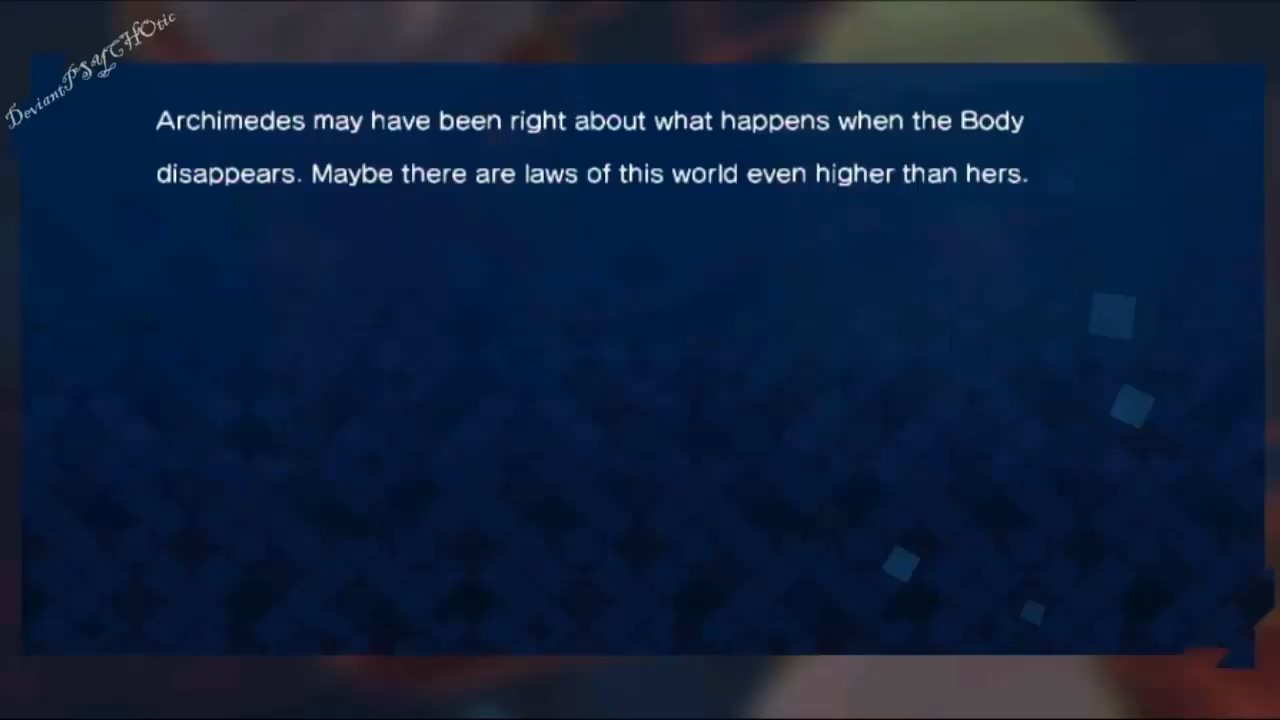 DeviantPSYCHOtic
Archimedes may have been right about what happens when the Body
disappears. Maybe there are laws of this world even higher than hers.